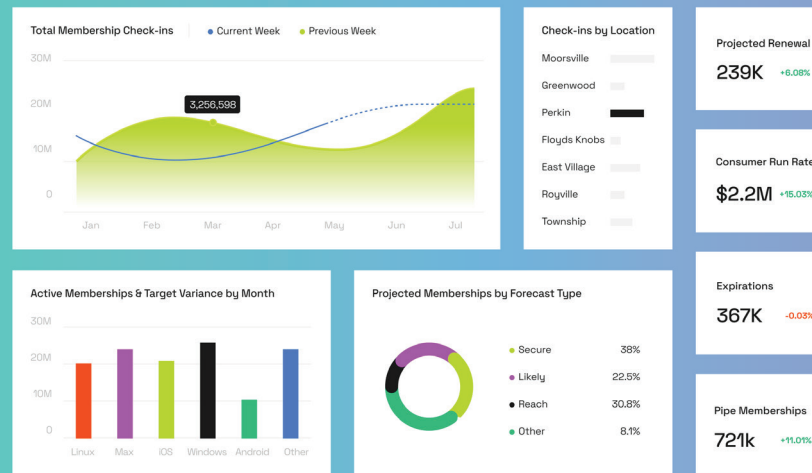 Total Membership Check-ins
Current Week
Previous Week
30M
20M
10M
0
3,256,598
Jan Feb Mar Apr May Jun Jul
Check-ins by Location
Moorsville
Greenwood
Perkin
Floyds Knobs
East Village
Royville
Township
Projected Renewal
239K +6.08%
Consumer Run Rate
$2.2M +15.03%
Expirations
367K -0.03%
Pipe Memberships
721k +11.01%
Active Memberships & Target Variance by Month
30M
20M
10M
0
Linux Max iOS Windows Android Other
Projected Memberships by Forecast Type
Secure 38%
Likely 22.5%
Reach 30.8%
Other 8.1%